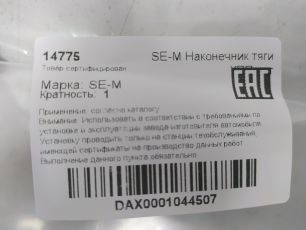 14775 SE-M Наконечник тяги
Товар сертифицирован
Марка: SE-M
Кратность: 1
EAC
Применение: согласно каталогу
Внимание. Использовать в соответствии с требованиями по
установке и эксплуатации завода изготовителя автомобиля.
Установку проводить только на станции техобслуживания,
имеющей сертификаты на производство данных работ.
Выполнение данного пункта обязательно.
DAX0001044507